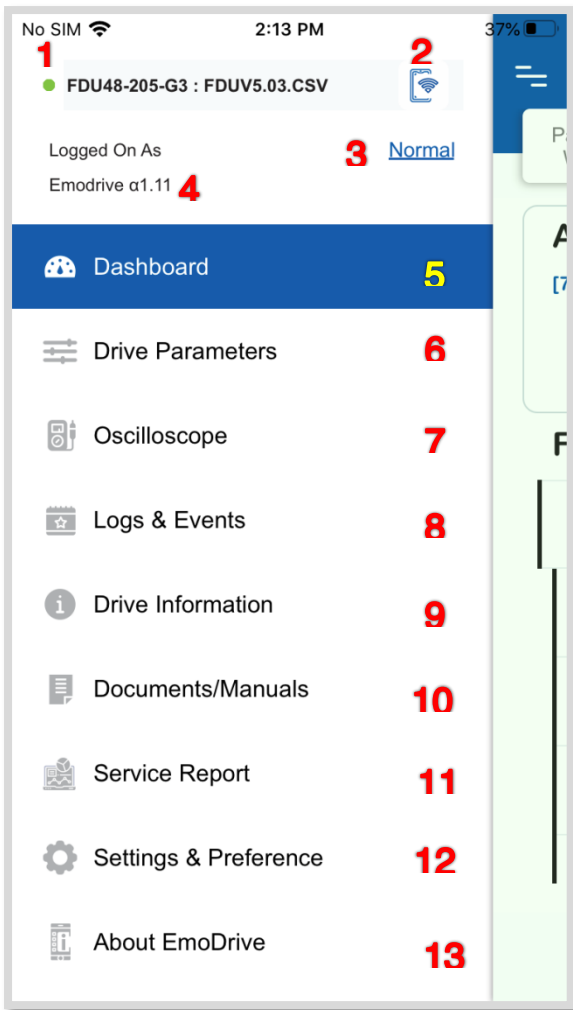 No SIM 2:13 PM 37%
1 2
FDU48-205-G3 : FDUV5.03.CSV
Logged On As 3 Normal
Emodrive α1.11 4
Dashboard 5
Drive Parameters 6
Oscilloscope 7
Logs & Events 8
Drive Information 9
Documents/Manuals 10
Service Report 11
Settings & Preference 12
About EmoDrive 13
P
A
[7
F